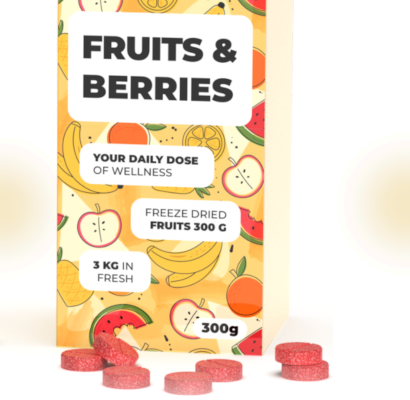 FRUITS &
BERRIES
YOUR DAILY DOSE
OF WELLNESS
FREEZE DRIED
FRUITS 300 G
3 KG IN
FRESH
300g